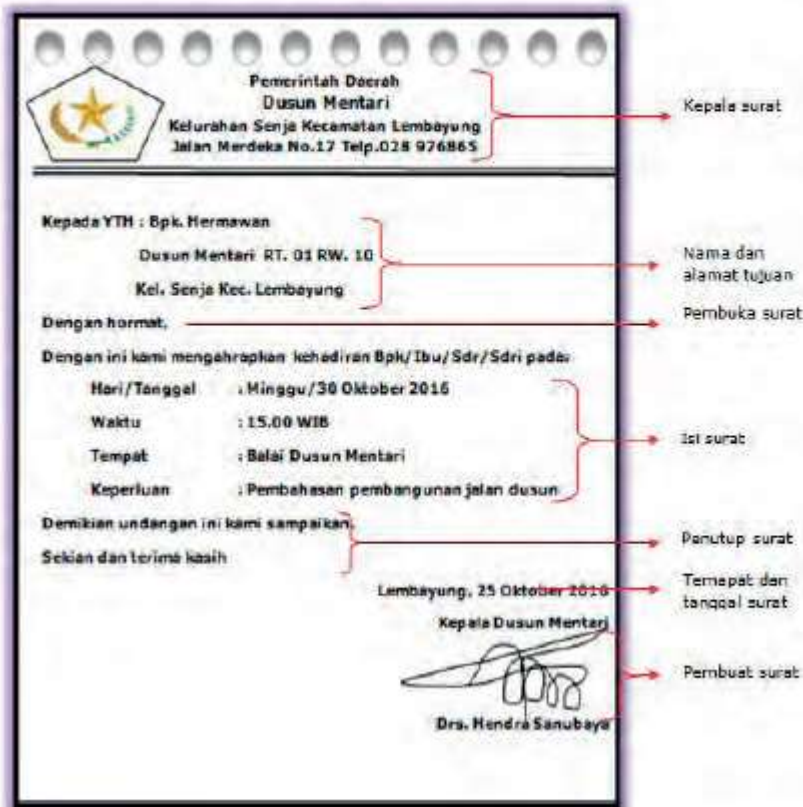 Pemerintah Daerah
Dusun Mentari
Kelurahan Senja Kecamatan Lembayung
Jalan Merdeka No.17 Telp.028 976865
Kepala surat
Kepada YTH : Bpk. Hermawan
Dusun Mentari RT. 01 RW. 10
Kel. Senja Kec. Lembayung
Nama dan
alamat tujuan
Dengan hormat,
Pembuka surat
Dengan ini kami mengahrapkan kehadiran Bpk/Ibu/Sdr/Sdri pada:
Hari/Tanggal : Minggu/30 Oktober 2016
Waktu : 15.00 WIB
Tempat : Balai Dusun Mentari
Keperluan : Pembahasan pembangunan jalan dusun
Isi surat
Demikian undangan ini kami sampaikan.
Sekian dan terima kasih
Penutup surat
Lembayung, 25 Oktober 2016
Temapat dan
tanggal surat
Kepala Dusun Mentari
Pembuat surat
Drs. Hendra Sanubaya